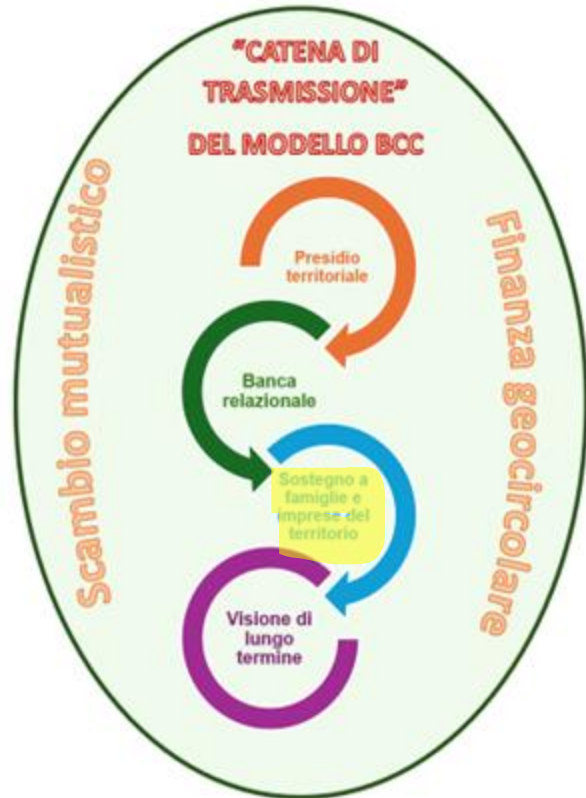 “CATENA DI
TRASMISSIONE”
DEL MODELLO BCC
Scambio mutualistico
Finanza geocircolare
Presidio
territoriale
Banca
relazionale
Sostegno a
famiglie e
imprese del
territorio
Visione di
lungo
termine